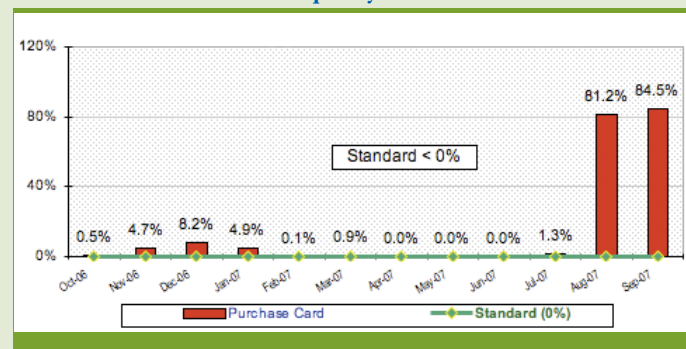 120%
80%
40%
0%
81.2% 84.5%
Standard < 0%
0.5% 4.7% 8.2% 4.9% 0.1% 0.9% 0.0% 0.0% 0.0% 1.3%
Oct-06 Nov-06 Dec-06 Jan-07 Feb-07 Mar-07 Apr-07 May-07 Jun-07 Jul-07 Aug-07 Sep-07
Purchase Card Standard (0%)